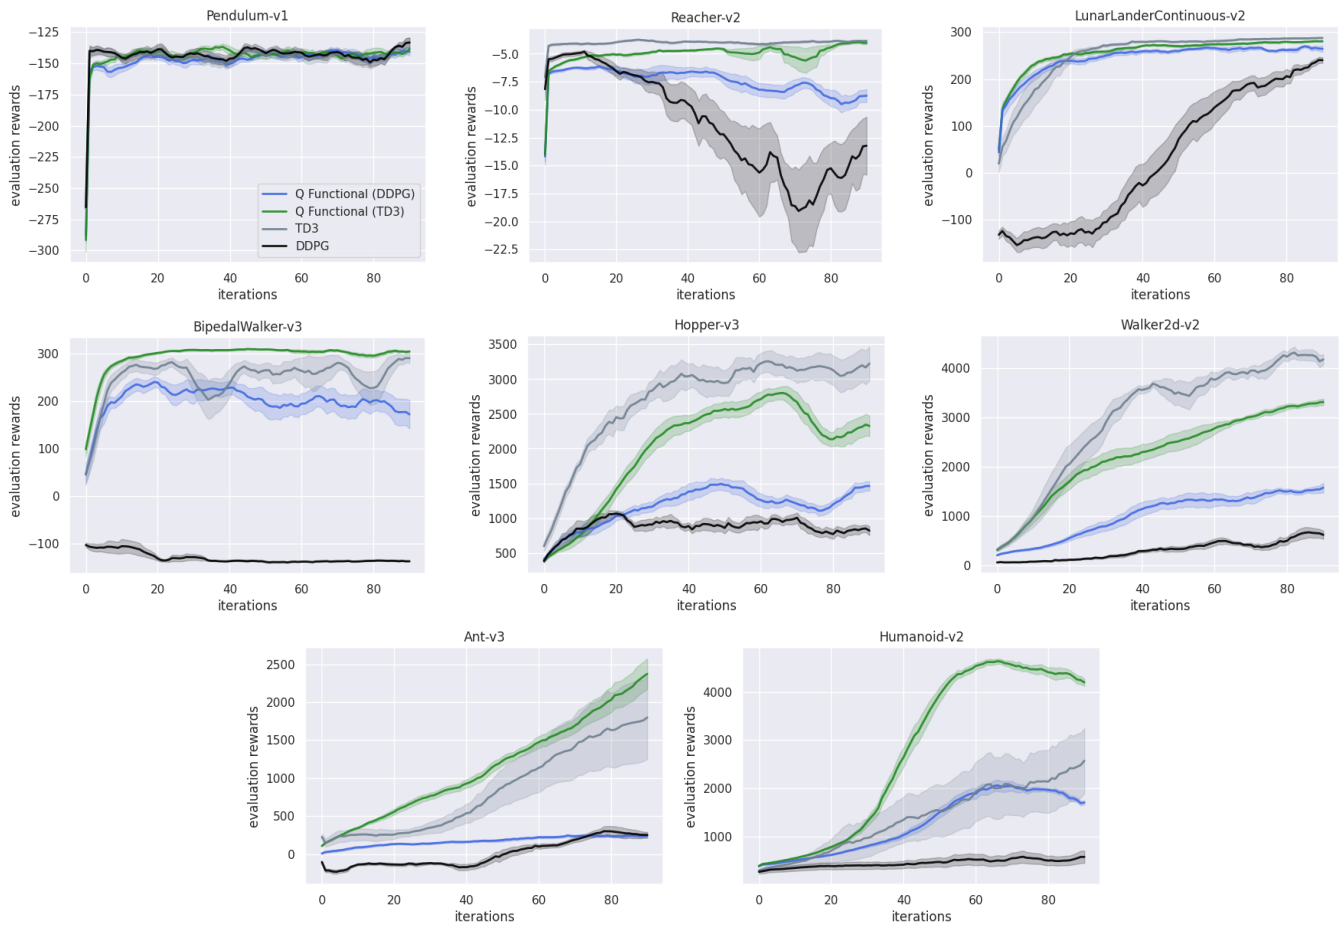 Pendulum-v1
evaluation rewards
−125
−150
−175
−200
−225
−250
−275
−300
Q Functional (DDPG)
Q Functional (TD3)
TD3
DDPG
0 20 40 60 80
iterations
Reacher-v2
evaluation rewards
−5.0
−7.5
−10.0
−12.5
−15.0
−17.5
−20.0
−22.5
0 20 40 60 80
iterations
LunarLanderContinuous-v2
evaluation rewards
300
200
100
0
−100
0 20 40 60 80
iterations
BipedalWalker-v3
evaluation rewards
300
200
100
0
−100
0 20 40 60 80
iterations
Hopper-v3
evaluation rewards
3500
3000
2500
2000
1500
1000
500
0 20 40 60 80
iterations
Walker2d-v2
evaluation rewards
4000
3000
2000
1000
0
0 20 40 60 80
iterations
Ant-v3
evaluation rewards
2500
2000
1500
1000
500
0
0 20 40 60 80
iterations
Humanoid-v2
evaluation rewards
4000
3000
2000
1000
0 20 40 60 80
iterations